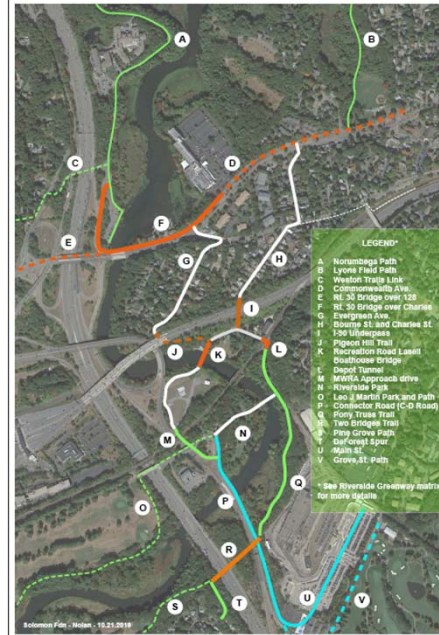 A
B
C
D
E
F
G
H
I
J
K
L
M
N
O
P
Q
R
S
T
U
V
LEGEND*
A Norumbega Path
B Lyons Field Path
C Weston Trails Link
D Commonwealth Ave.
E Rt. 30 Bridge over 128
F Rt. 30 Bridge over Charles
G Evergreen Ave.
H Bourne St. and Charles St.
I I-90 Underpass
J Pigeon Hill Trail
K Recreation Road Lasell
Boathouse Bridge
L Depot Tunnel
M MWRA Approach drive
N Riverside Park
O Leo J Martin Park and Path
P Connector Road (C-D Road)
Q Pony Truss Trail
R Two Bridges Trail
S Pine Grove Path
T DeForest Spur
U Main St.
V Grove St. Path
* See Riverside Greenway matrix
for more details
Solomon Fdn - Nolan - 10.21.2019